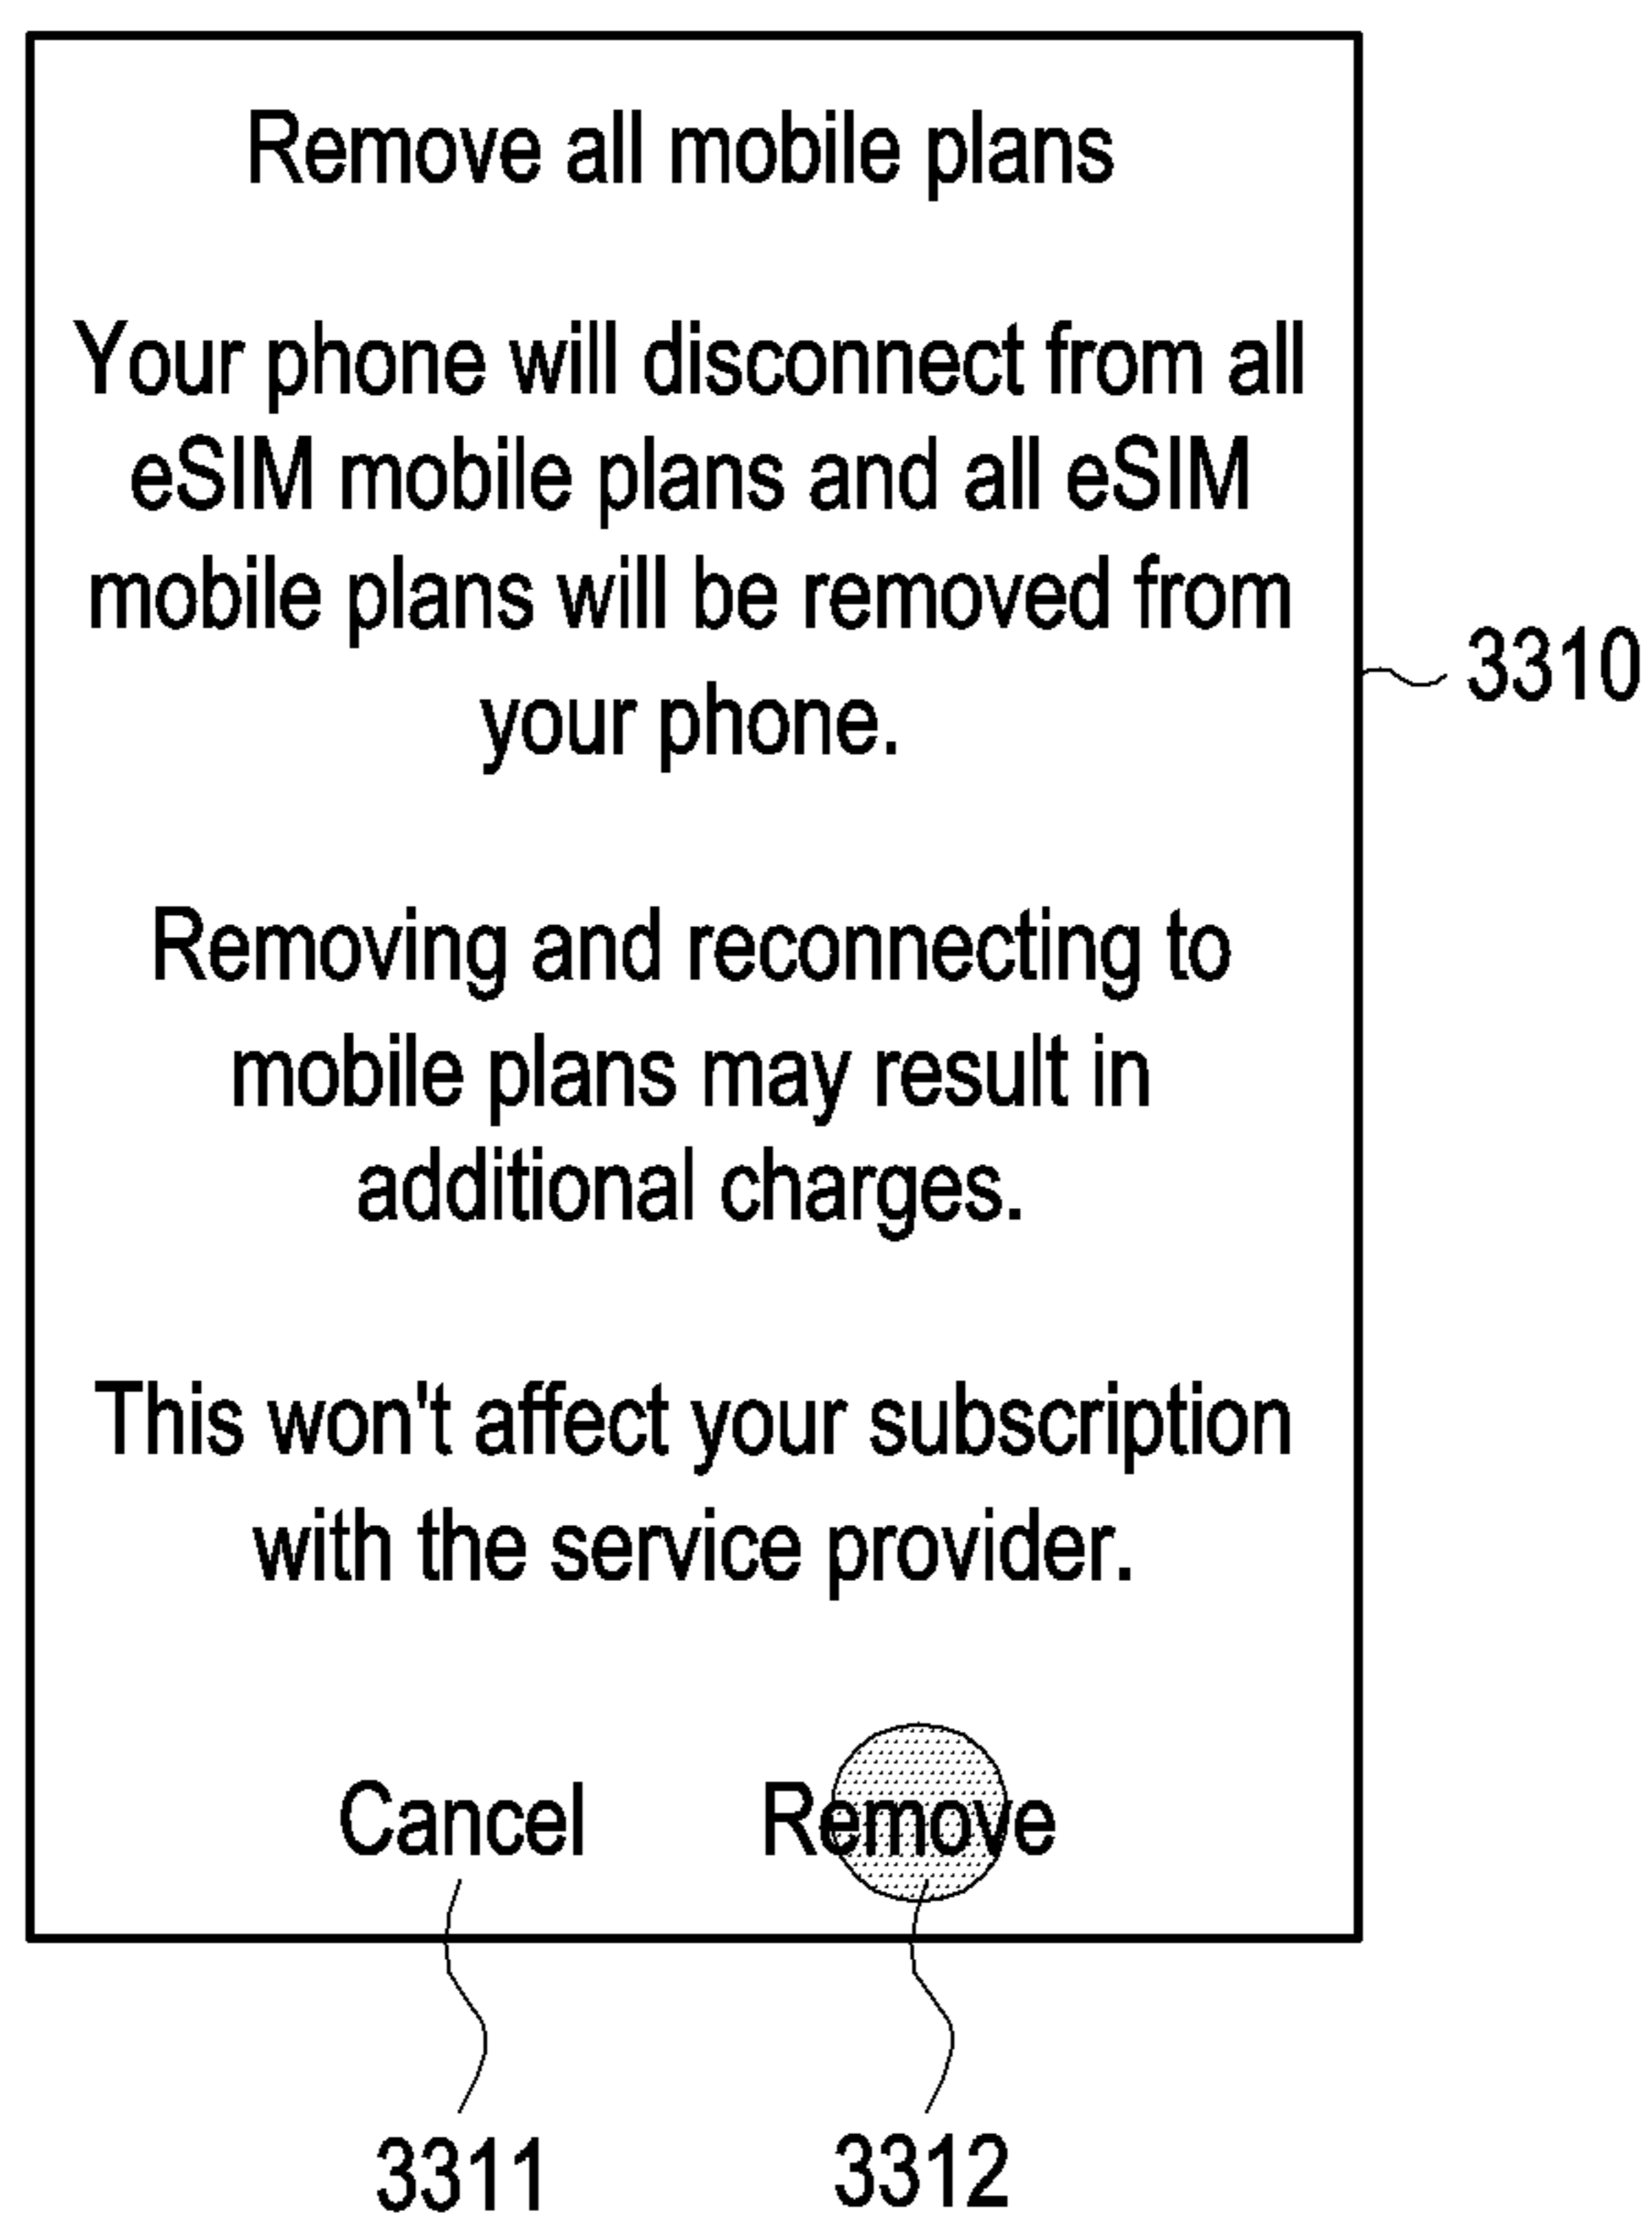 Remove all mobile plans
Your phone will disconnect from all
eSIM mobile plans and all eSIM
mobile plans will be removed from
your phone.
3310
Removing and reconnecting to
mobile plans may result in
additional charges.
This won't affect your subscription
with the service provider.
Cancel Remove
3311 3312